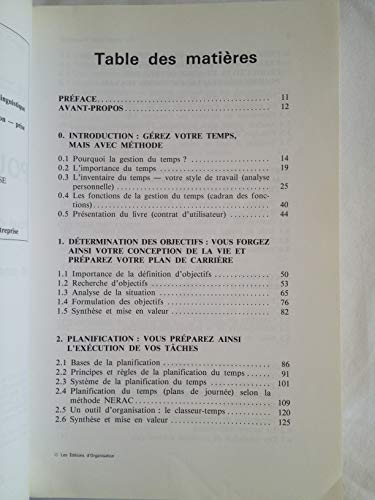 inguistique,
on — prise
POU
SE
treprise
Table des matières
PRÉFACE 11
AVANT-PROPOS 12
0. INTRODUCTION : GÉREZ VOTRE TEMPS,
MAIS AVEC MÉTHODE
0.1 Pourquoi la gestion du temps ? 14
0.2 L'importance du temps 19
0.3 L'inventaire du temps — votre style de travail (analyse
personnelle) 25
0.4 Les fonctions de la gestion du temps (cadran des fonc-
tions) 40
0.5 Présentation du livre (contrat d'utilisateur) 44
1. DÉTERMINATION DES OBJECTIFS : VOUS FORGEZ
AINSI VOTRE CONCEPTION DE LA VIE ET
PRÉPAREZ VOTRE PLAN DE CARRIÈRE
1.1 Importance de la définition d'objectifs 50
1.2 Recherche d'objectifs 53
1.3 Analyse de la situation 65
1.4 Formulation des objectifs 76
1.5 Synthèse et mise en valeur 82
2. PLANIFICATION : VOUS PRÉPAREZ AINSI
L'EXÉCUTION DE VOS TÂCHES
2.1 Bases de la planification 86
2.2 Principes et règles de la planification du temps 91
2.3 Système de la planification du temps 101
2.4 Planification du temps (plans de journée) selon la
méthode NERAC 109
2.5 Un outil d'organisation : le classeur-temps 120
2.6 Synthèse et mise en valeur 125
© Les Éditions d'Organisation